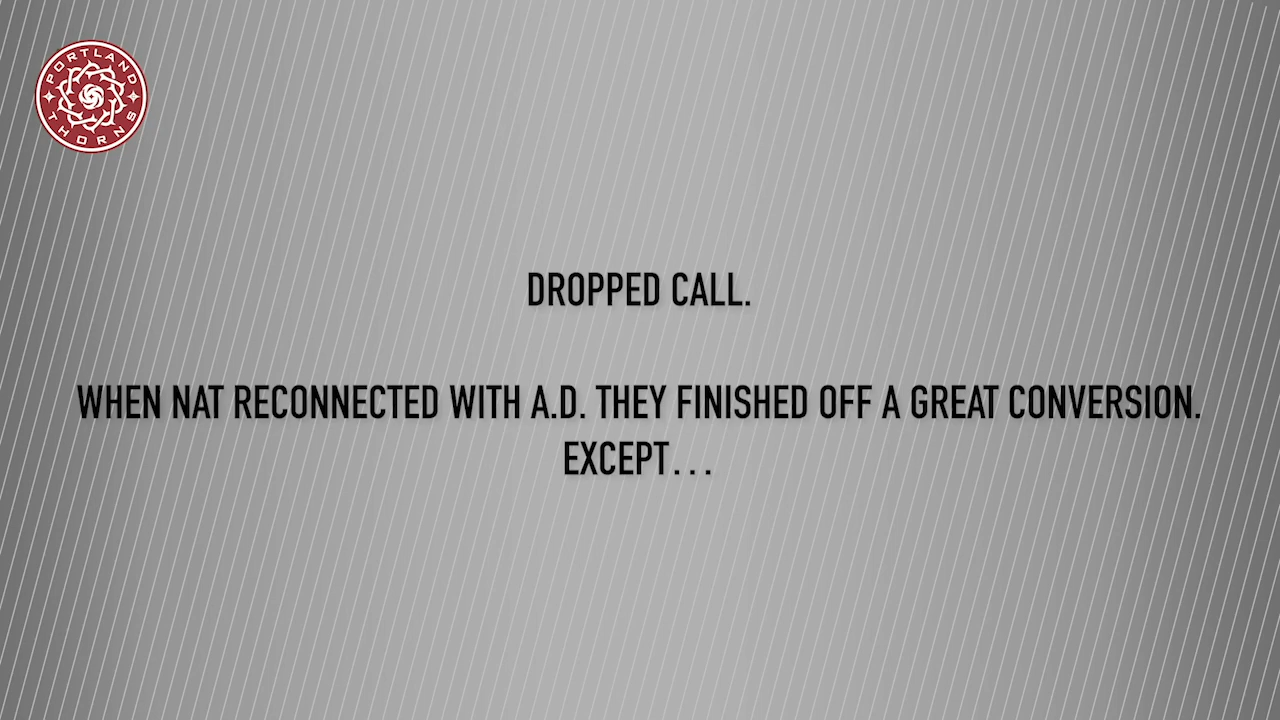 PORTLAND
THORNS
DROPPED CALL.
WHEN NAT RECONNECTED WITH A.D. THEY FINISHED OFF A GREAT CONVERSION.
EXCEPT...